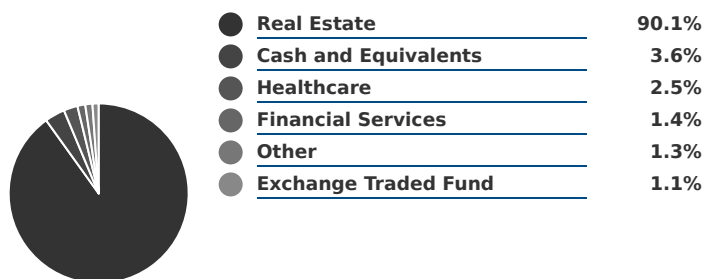 Real Estate 90.1%
Cash and Equivalents 3.6%
Healthcare 2.5%
Financial Services 1.4%
Other 1.3%
Exchange Traded Fund 1.1%